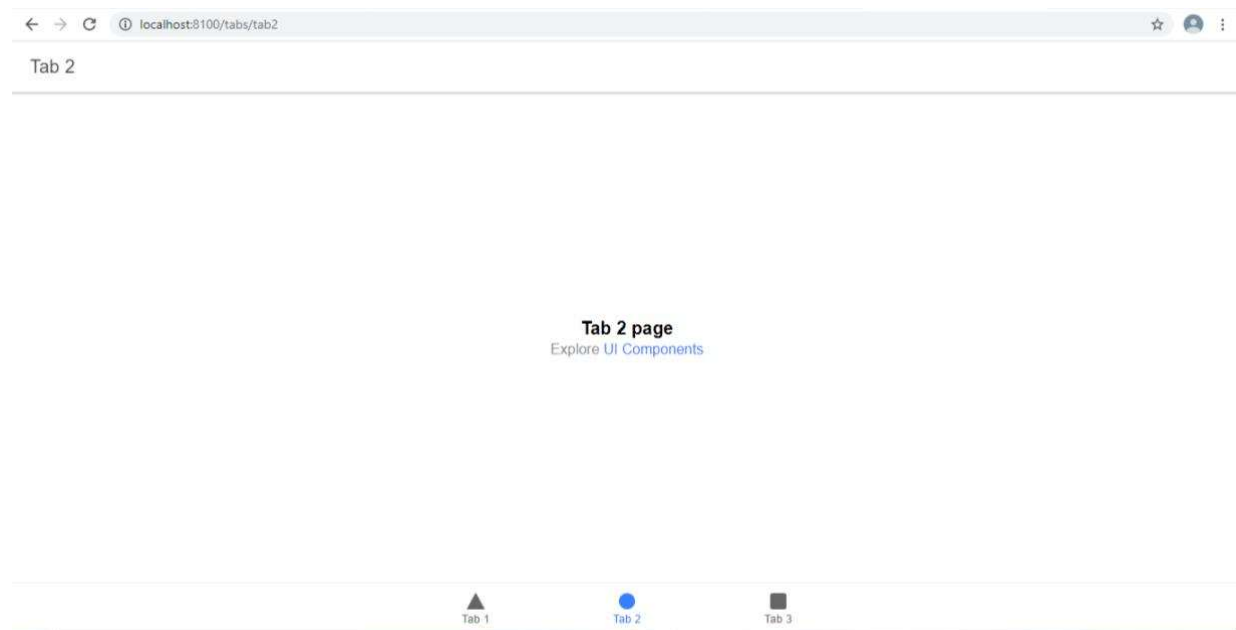 localhost:8100/tabs/tab2
Tab 2
Tab 2 page
Explore UI Components
Tab 1
Tab 2
Tab 3